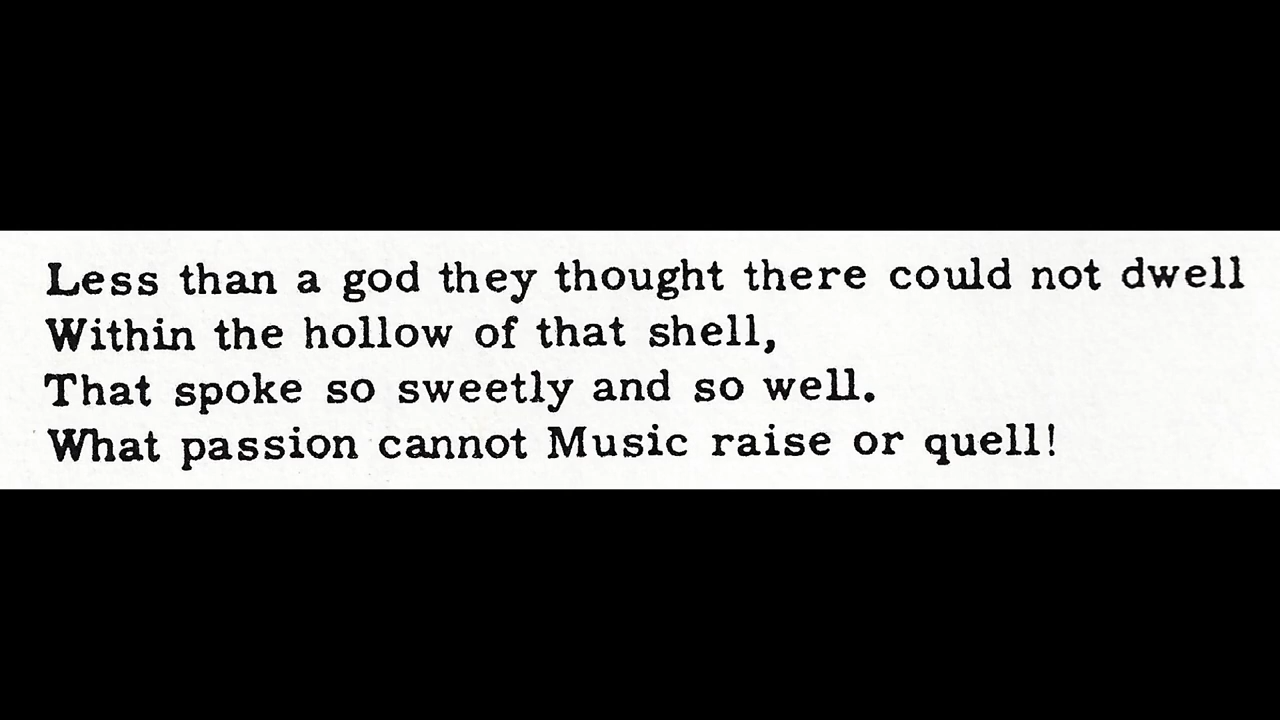 Less than a god they thought there could not dwell
Within the hollow of that shell,
That spoke so sweetly and so well.
What passion cannot Music raise or quell!